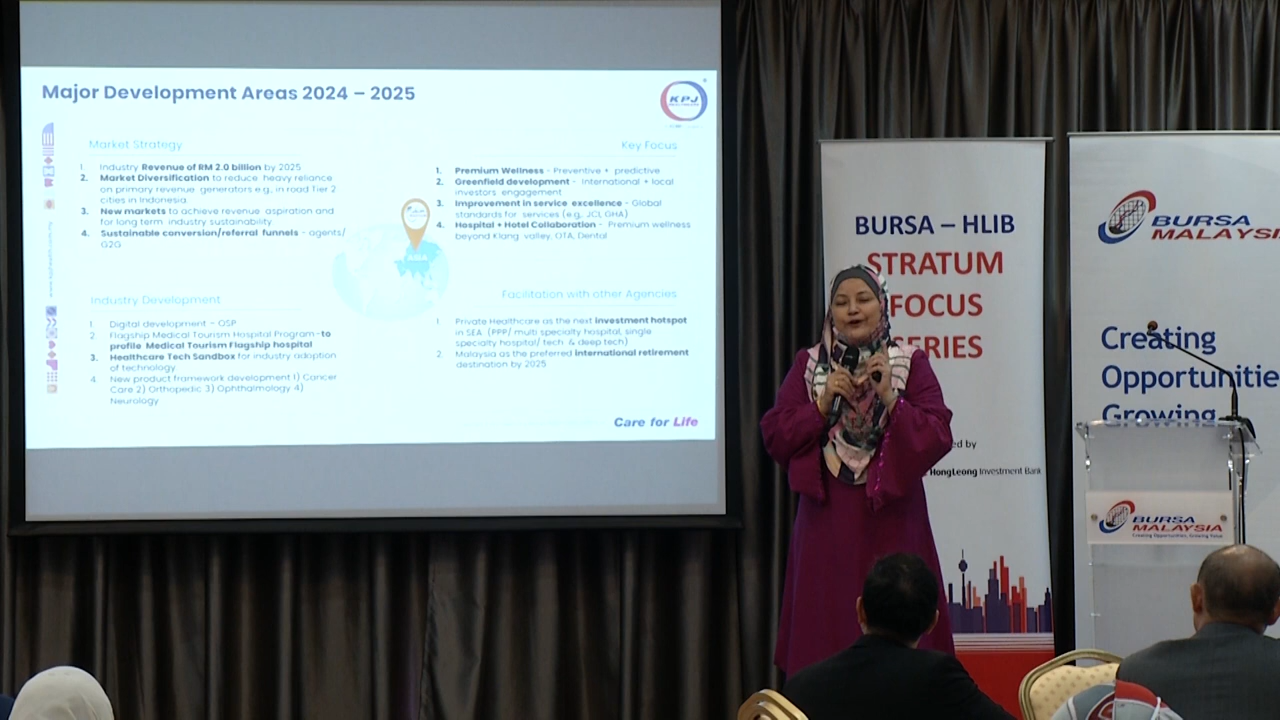 Major Development Areas 2024 – 2025
KPJ
Market Strategy
1. Industry Revenue of RM 2.0 billion by 2025
2. Market Diversification to reduce heavy reliance
on primary revenue generators e.g., in road Tier 2
cities in Indonesia
3. New markets to achieve revenue aspiration and
for long term industry sustainability
4. Sustainable conversion/referral funnels - agents/
G2G
Key Focus
1. Premium Wellness - Preventive + predictive
2. Greenfield development - international + local
investors engagement
3. Improvement in service excellence - Global
standards for services (e.g., JCI, GHA)
4. Hospital + Hotel Collaboration - Premium wellness
beyond Klang valley, OTA, Dental
ASIA
Industry Development
1 Digital development – QSP
2 Flagship Medical Tourism Hospital Program - to
profile Medical Tourism Flagship hospital
3. Healthcare Tech Sandbox for industry adoption
of technology
4 New product framework development 1) Cancer
Care 2) Orthopedic 3) Ophthalmology 4)
Neurology
Facilitation with other Agencies
1 Private Healthcare as the next investment hotspot
in SEA (PPP/ multi specialty hospital, single
specialty hospital/ tech & deep tech)
2. Malaysia as the preferred international retirement
destination by 2025
Care for Life
BURSA – HLIB
STRATUM
FOCUS
SERIES
ed by
HongLeong Investment Bank
BURSA
MALAYSI
Creating
Opportunitie
Growing
BURSA
MALAYSIA
Creating Opportunities, Growing Value